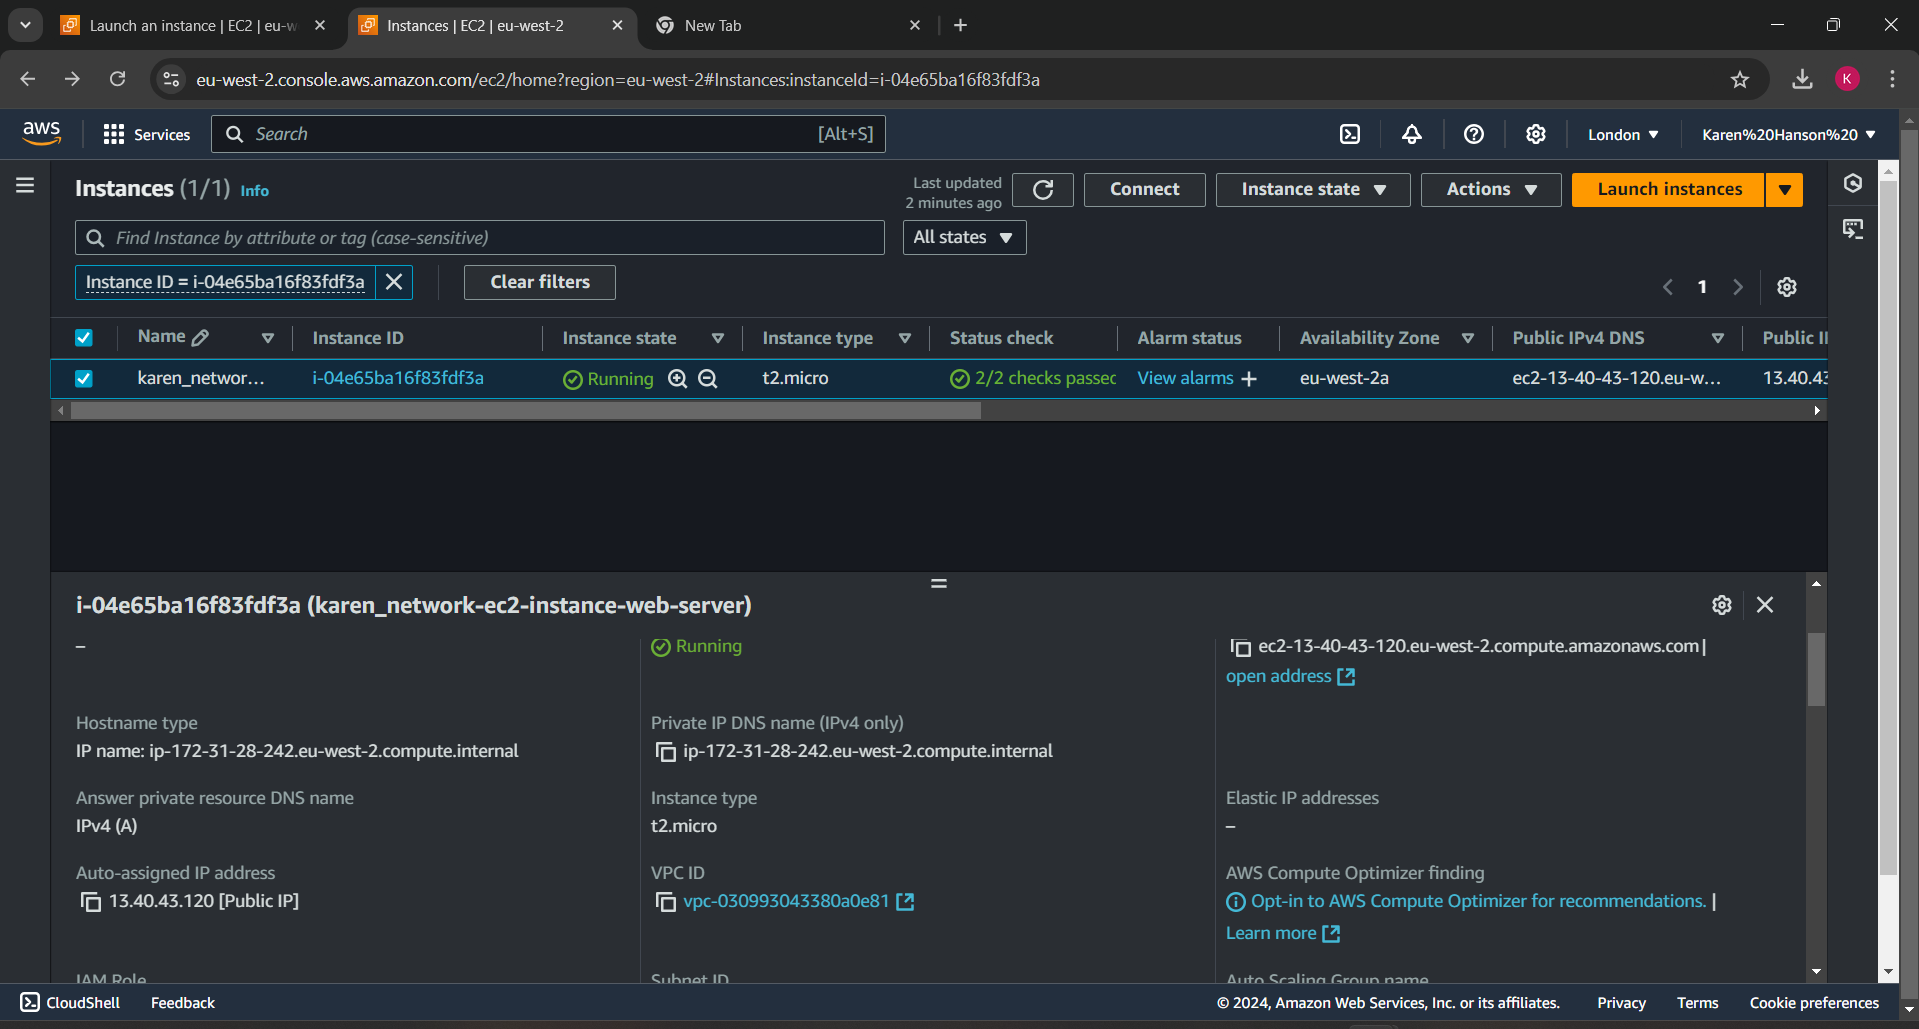 Launch an instance | EC2 | eu-w
Instances | EC2 | eu-west-2
New Tab
eu-west-2.console.aws.amazon.com/ec2/home?region=eu-west-2#Instances:instanceId=i-04e65ba16f83fdf3a
K
aws
Services
Search
[Alt+S]
London
Karen%20Hanson%20
Instances (1/1) Info
Last updated
2 minutes ago
Connect
Instance state
Actions
Launch instances
Find Instance by attribute or tag (case-sensitive)
All states
Instance ID = i-04e65ba16f83fdf3a
Clear filters
1
Name
Instance ID
Instance state
Instance type
Status check
Alarm status
Availability Zone
Public IPv4 DNS
Public I
karen_networ...
i-04e65ba16f83fdf3a
Running
t2.micro
2/2 checks passec
View alarms +
eu-west-2a
ec2-13-40-43-120.eu-w...
13.40.43
i-04e65ba16f83fdf3a (karen_network-ec2-instance-web-server)
–
Running
ec2-13-40-43-120.eu-west-2.compute.amazonaws.com |
open address
Hostname type
IP name: ip-172-31-28-242.eu-west-2.compute.internal
Private IP DNS name (IPv4 only)
ip-172-31-28-242.eu-west-2.compute.internal
Answer private resource DNS name
IPv4 (A)
Instance type
t2.micro
Elastic IP addresses
–
Auto-assigned IP address
13.40.43.120 [Public IP]
VPC ID
vpc-030993043380a0e81
AWS Compute Optimizer finding
Opt-in to AWS Compute Optimizer for recommendations. |
Learn more
IAM Role
Subnet ID
Auto Scaling Group name
CloudShell
Feedback
© 2024, Amazon Web Services, Inc. or its affiliates.
Privacy
Terms
Cookie preferences